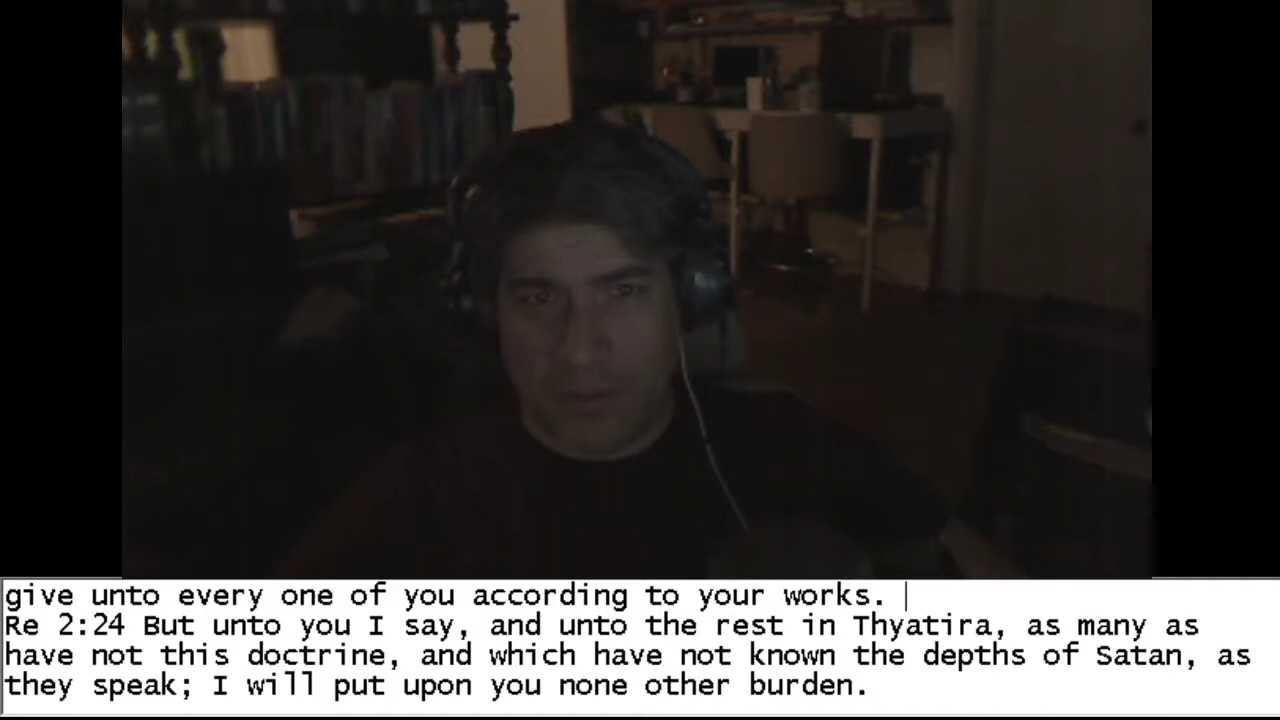 give unto every one of you according to your works.
Re 2:24 But unto you I say, and unto the rest in Thyatira, as many as
have not this doctrine, and which have not known the depths of Satan, as
they speak; I will put upon you none other burden.